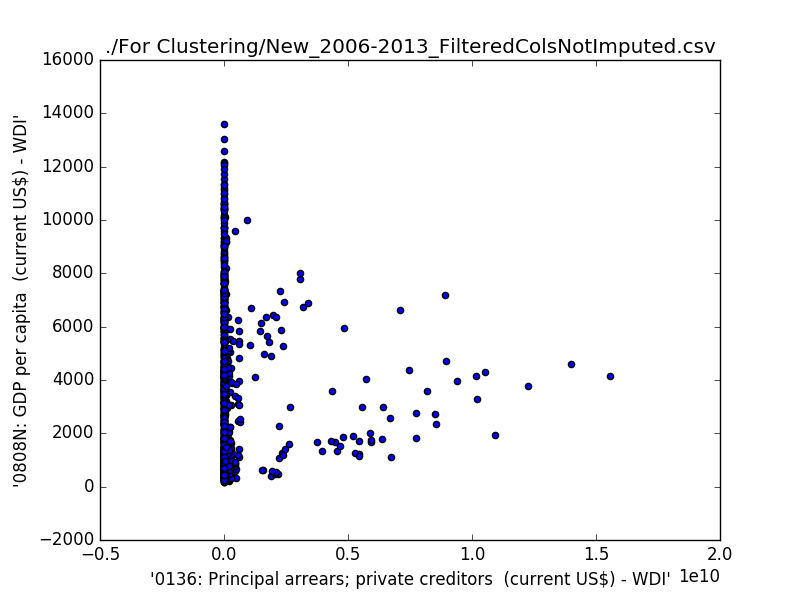 ./For Clustering/New_2006-2013_FilteredColsNotImputed.csv
16000
14000
12000
10000
8000
6000
4000
2000
0
−2000
'0808N: GDP per capita  (current US$) - WDI'
−0.5 0.0 0.5 1.0 1.5 2.0
1e10
'0136: Principal arrears; private creditors  (current US$) - WDI'